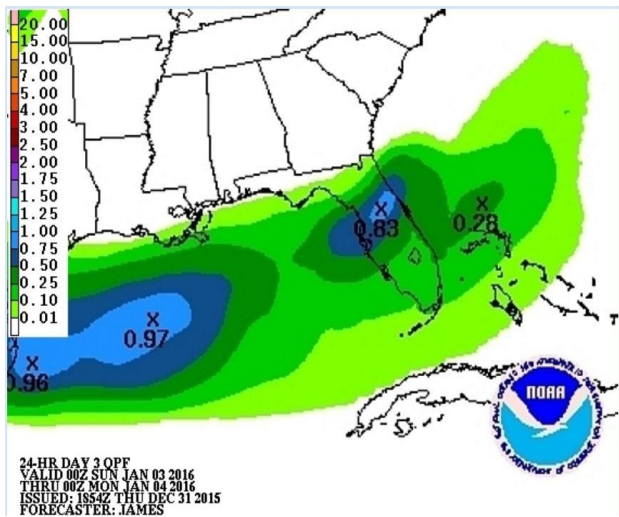 20.00
15.00
10.00
7.00
5.00
4.00
3.00
2.50
2.00
1.75
1.50
1.25
1.00
0.75
0.50
0.25
0.10
0.01
X
0.83
X
0.28
X
0.97
X
0.96
NOAA
24-HR DAY 3 QPF
VALID 00Z SUN JAN 03 2016
THRU 00Z MON JAN 04 2016
ISSUED: 1854Z THU DEC 31 2015
FORECASTER: JAMES